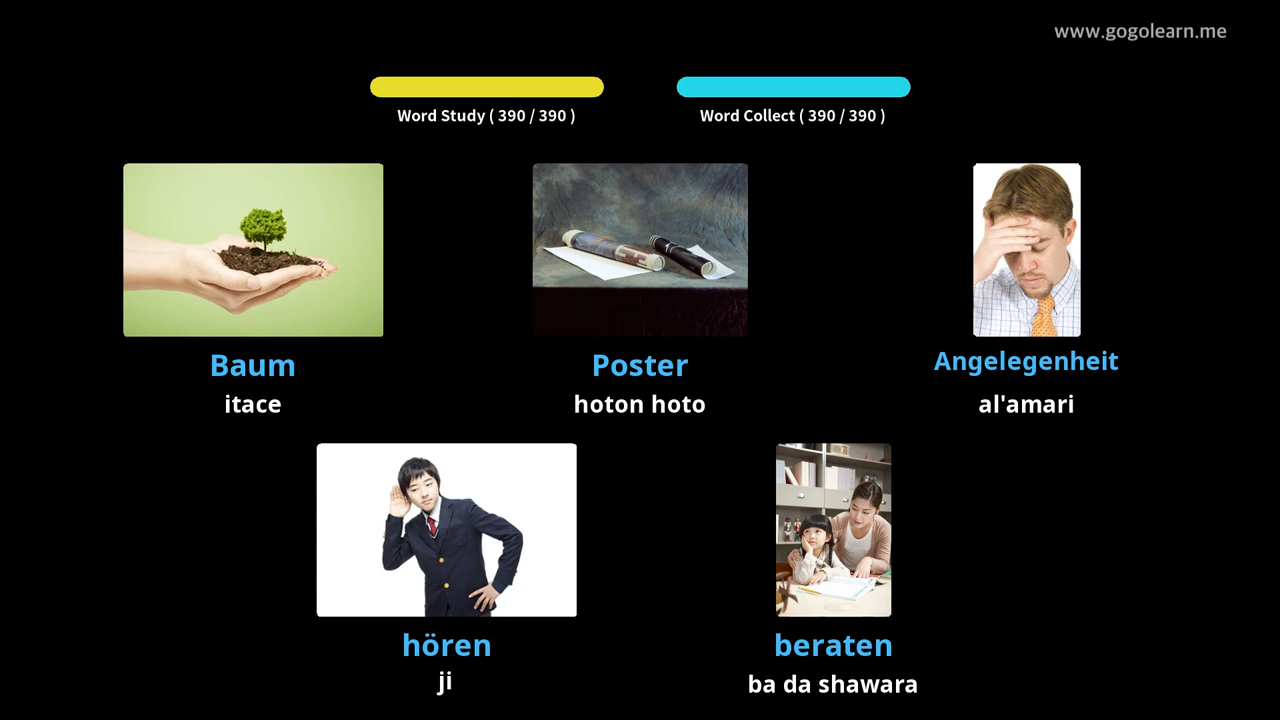 www.gogolearn.me
Word Study ( 390 / 390 )
Word Collect ( 390 / 390 )
Baum
itace
Poster
hoton hoto
Angelegenheit
al'amari
hören
ji
beraten
ba da shawara